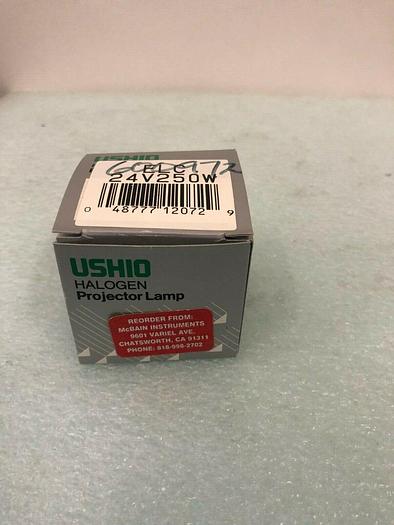 USHIO
ELC
24V250W
0 48777 12072 9
USHIO
HALOGEN
Projector Lamp
REORDER FROM:
McBAIN INSTRUMENTS
9601 VARIEL AVE.
CHATSWORTH, CA 91311
PHONE: 818-998-2702